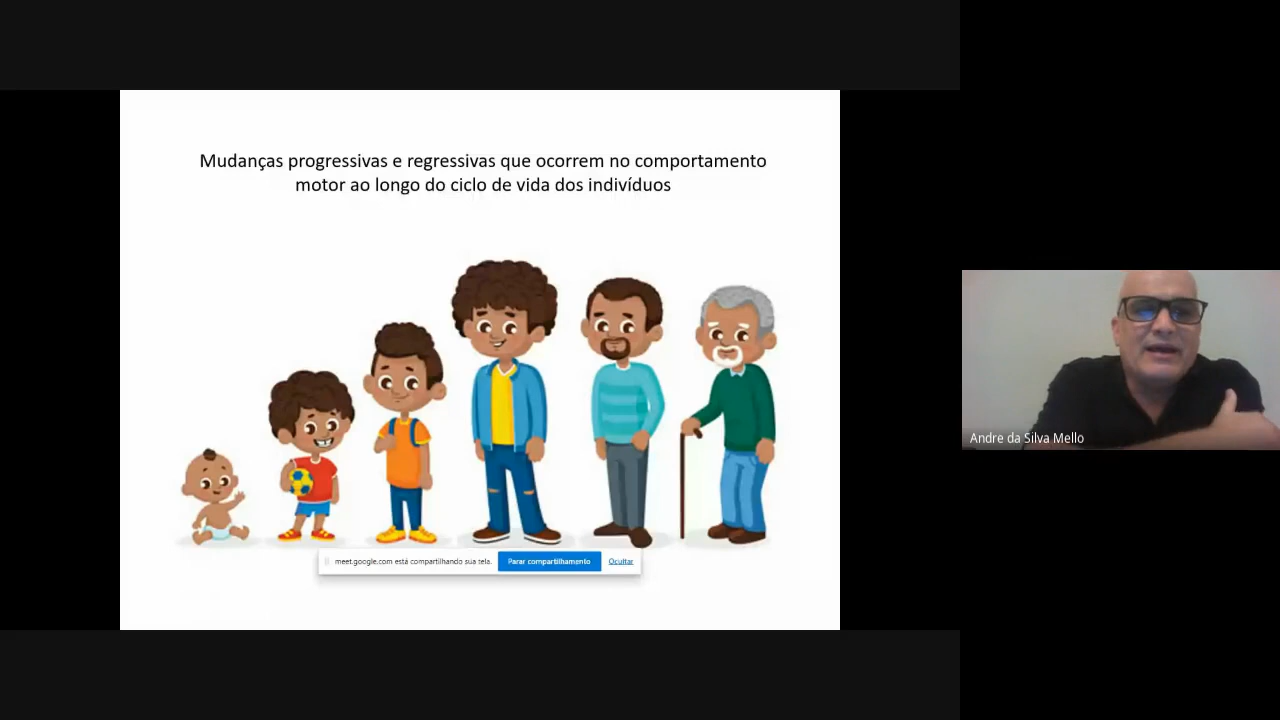 Mudanças progressivas e regressivas que ocorrem no comportamento
motor ao longo do ciclo de vida dos indivíduos
meet.google.com está compartilhando sua tela.
Parar compartilhamento
Ocultar
Andre da Silva Mello